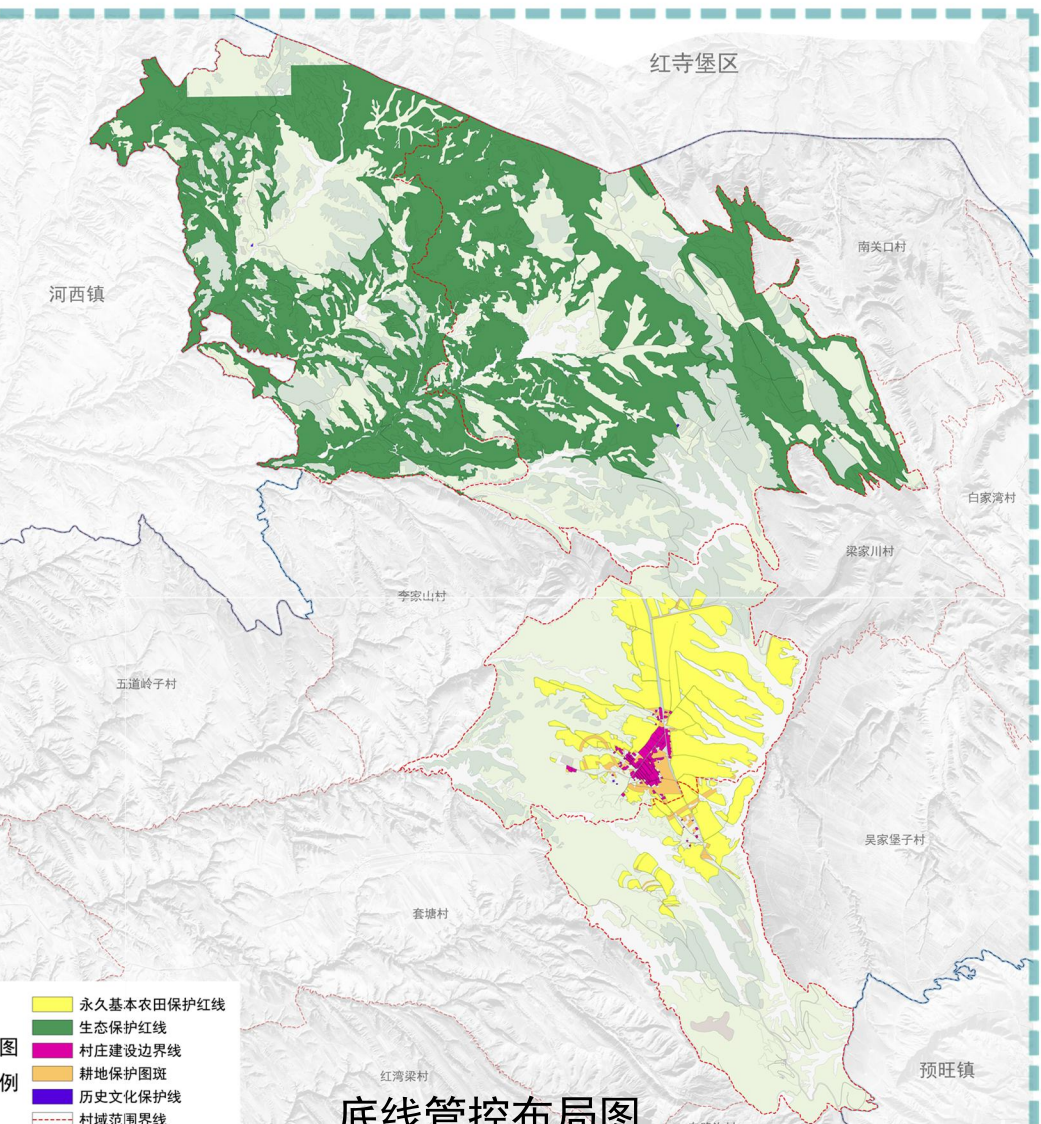 红寺堡区
南关口村
河西镇
白家湾村
梁家川村
李家山村
五道岭子村
吴家堡子村
套塘村
永久基本农田保护红线
生态保护红线
图
村庄建设边界线
例
耕地保护图斑
红湾梁村
预旺镇
历史文化保护线
底线管控布局图
村域范围界线